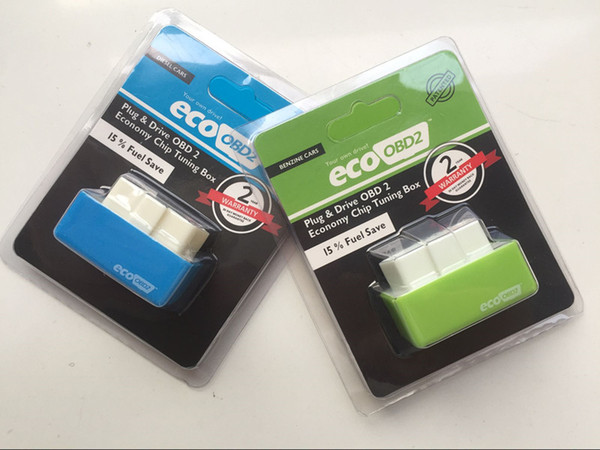 DIESEL CARS
Your own drive!
eco OBD2
Plug & Drive OBD 2
Economy Chip Tuning Box
15 % Fuel Save
2
WARRANTY
eco OBD2
BENZINE CARS
Your own drive!
eco OBD2
Plug & Drive OBD 2
Economy Chip Tuning Box
15 % Fuel Save
2
WARRANTY
eco OBD2